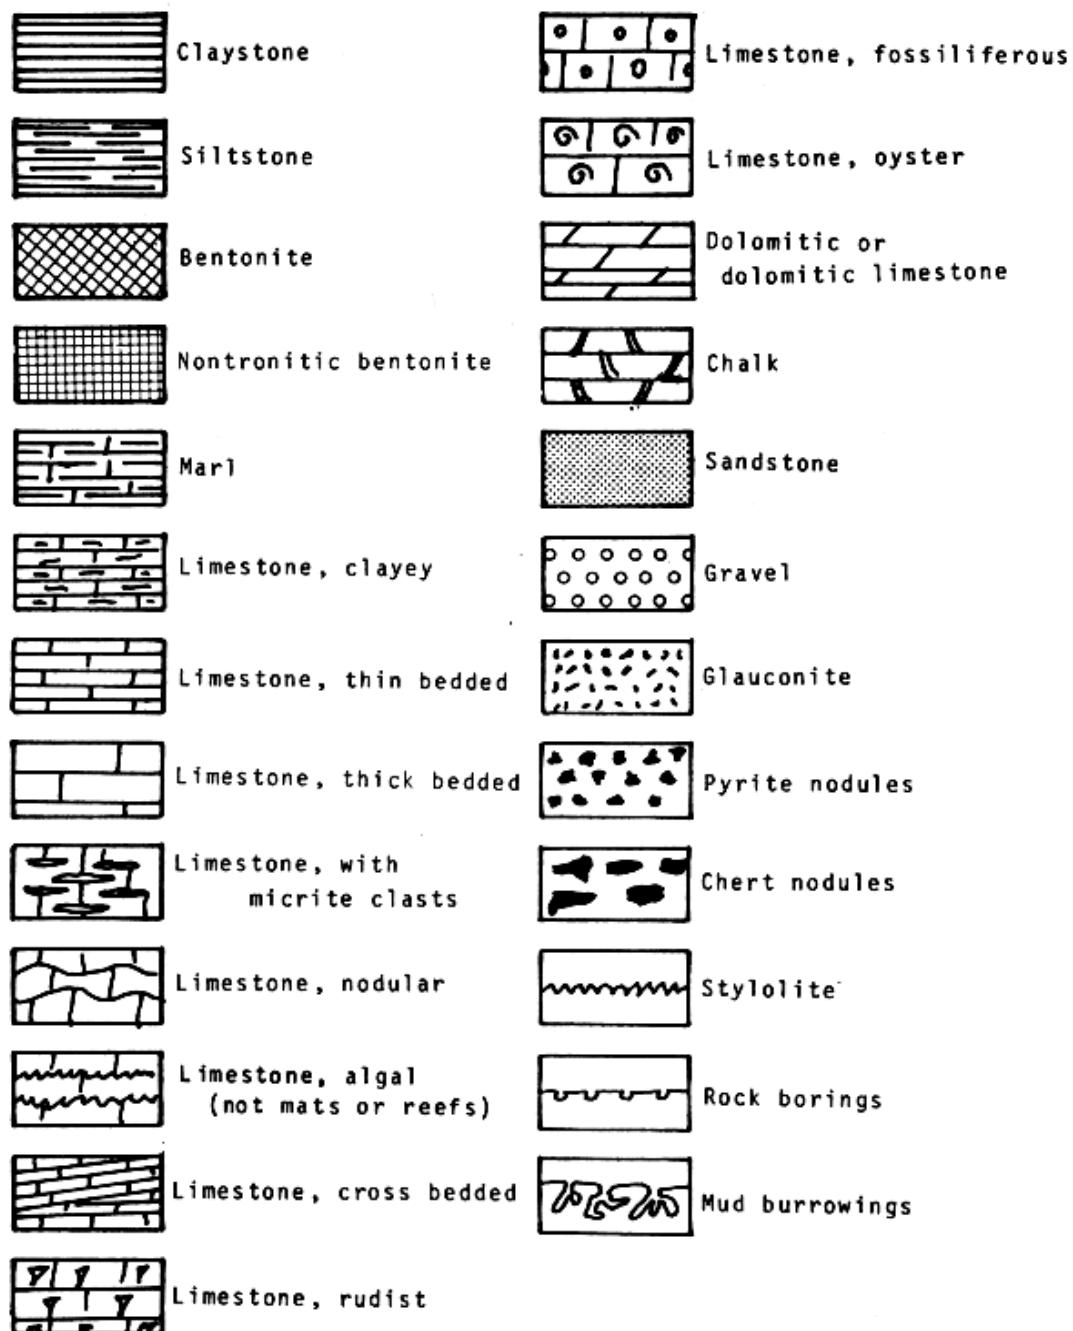 Claystone
Siltstone
Bentonite
Nontronitic bentonite
Marl
Limestone, clayey
Limestone, thin bedded
Limestone, thick bedded
Limestone, with
micrite clasts
Limestone, nodular
Limestone, algal
(not mats or reefs)
Limestone, cross bedded
Limestone, rudist
Limestone, fossiliferous
Limestone, oyster
Dolomitic or
dolomitic limestone
Chalk
Sandstone
Gravel
Glauconite
Pyrite nodules
Chert nodules
Stylolite
Rock borings
Mud burrowings